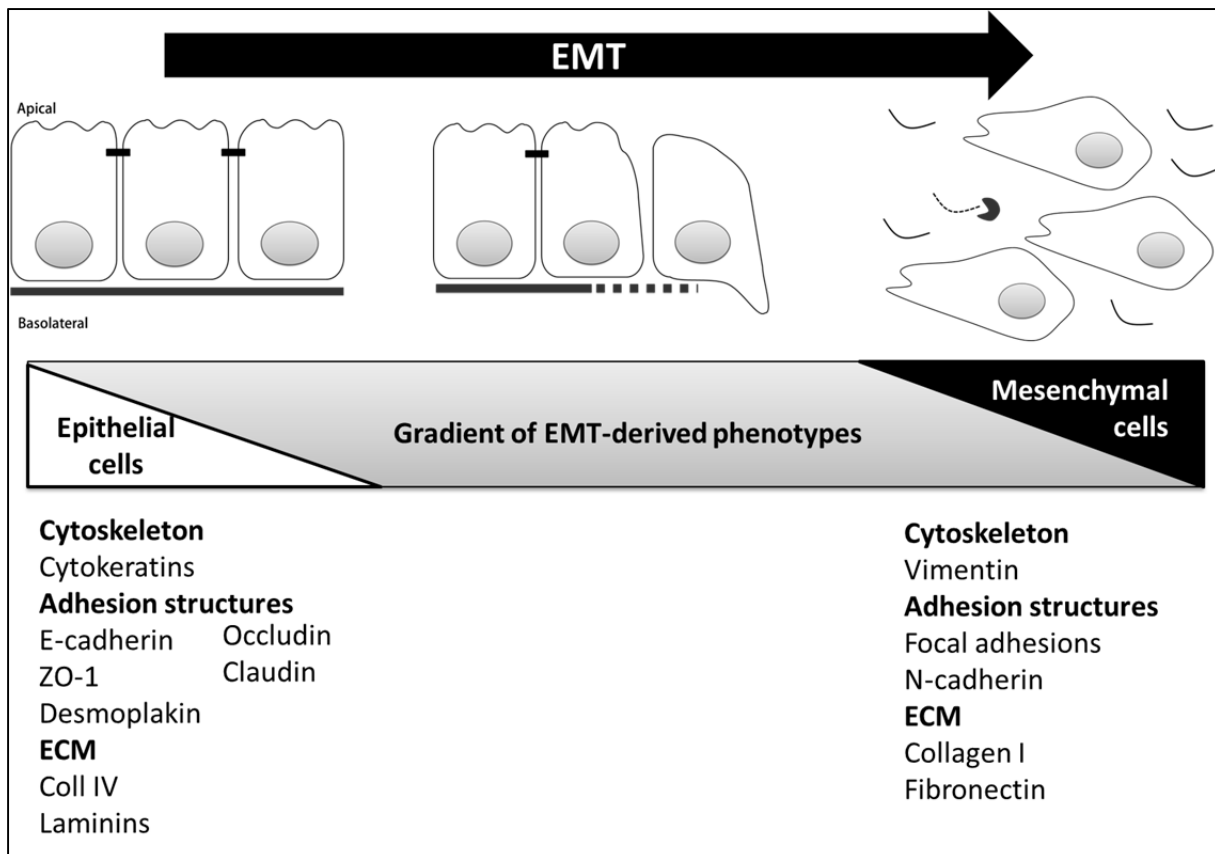 EMT
Apical
Basolateral
Epithelial
cells
Gradient of EMT-derived phenotypes
Mesenchymal
cells
Cytoskeleton
Cytokeratins
Adhesion structures
E-cadherin Occludin
ZO-1 Claudin
Desmoplakin
ECM
Coll IV
Laminins
Cytoskeleton
Vimentin
Adhesion structures
Focal adhesions
N-cadherin
ECM
Collagen I
Fibronectin